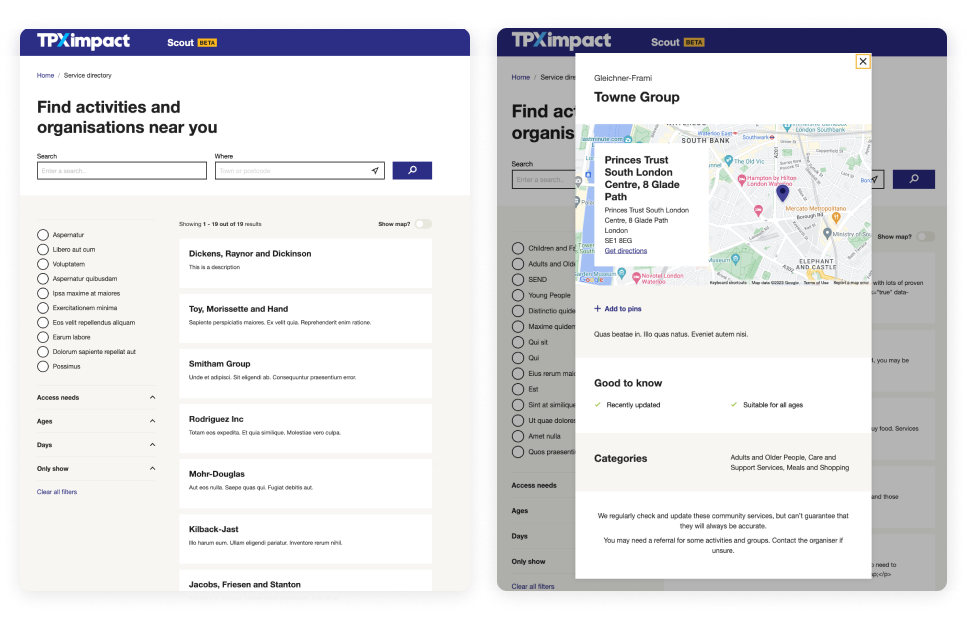 TPXimpact
Scout BETA
Home / Service directory
Find activities and
organisations near you
Search
Enter a search..
Where
Town or postcode
Aspernatur
Libero aut cum
Voluptatem
Aspernatur quibusdam
Ipsa maxime at maiores
Exercitationem minima
Eos velit repellendus aliquam
Earum labore
Dolorum sapiente repellat aut
Possimus
Access needs
Ages
Days
Only show
Clear all filters
Showing 1 - 19 out of 19 results
Show map?
Dickens, Raynor and Dickinson
This is a description
Toy, Morissette and Hand
Sapiente perspiciatis maiores. Ex velit quia. Reprehenderit enim ratione.
Smitham Group
Unde et adipisci. Sit eligendi ab. Consequuntur praesentium error.
Rodriguez Inc
Totam eos expedita. Et quia similique. Molestiae vero culpa.
Mohr-Douglas
Aut eos nulla. Saepe quas qui. Fugiat debitis aut.
Kilback-Jast
Illo harum eum. Ullam eligendi pariatur. Inventore rerum nihil.
Jacobs, Friesen and Stanton
TPXimpact
Scout BETA
Home / Service dire
Find act
organis
Search
Enter a search..
Children and Fa
Adults and Olde
SEND
Young People
Distinctio quide
Maxime quidem
Qui sit
Qui
Eius rerum maio
Est
Sint at similique
Ut quae dolores
Amet nulla
Quos praesenti
Access needs
Ages
Days
Only show
Clear all filters
Show map?
with lots of proven
="true" data-
, you may be
uy food. Services
and those
need to
sp;</p>
Gleichner-Frami
Towne Group
Princes Trust
South London
Centre, 8 Glade
Path
Princes Trust South London
Centre, 8 Glade Path
London
SE1 8EG
Get directions
SOUTH BANK
Waterloo East
Southwark
London Southbank
The Old Vic
Hampton by Hilton
London Waterloo
Mercato Metropolitano
Borough Rd
Ministry of So
ELEPHANT
AND CASTLE
Novotel London
Waterloo
Google
Keyboard shortcuts
Map data ©2023 Google
Terms of Use
Report a map error
Add to pins
Quas beatae in. Illo quas natus. Eveniet autem nisi.
Good to know
Recently updated
Suitable for all ages
Categories
Adults and Older People, Care and
Support Services, Meals and Shopping
We regularly check and update these community services, but can't guarantee that
they will always be accurate.
You may need a referral for some activities and groups. Contact the organiser if
unsure.